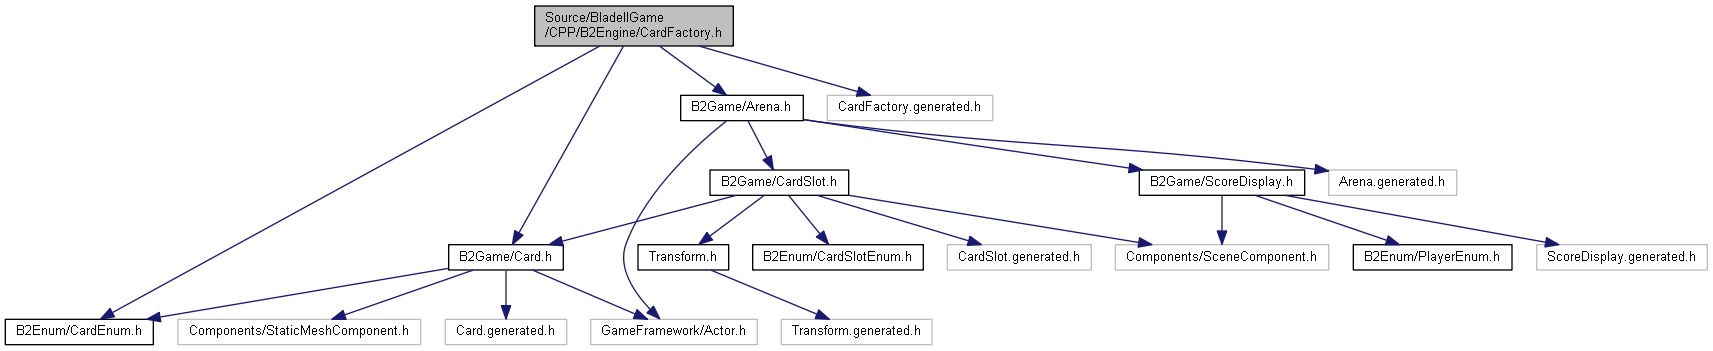 Source/BladeIIGame
/CPP/B2Engine/CardFactory.h
B2Game/Arena.h
CardFactory.generated.h
B2Game/CardSlot.h
B2Game/ScoreDisplay.h
Arena.generated.h
B2Game/Card.h
Transform.h
B2Enum/CardSlotEnum.h
CardSlot.generated.h
Components/SceneComponent.h
B2Enum/PlayerEnum.h
ScoreDisplay.generated.h
B2Enum/CardEnum.h
Components/StaticMeshComponent.h
Card.generated.h
GameFramework/Actor.h
Transform.generated.h